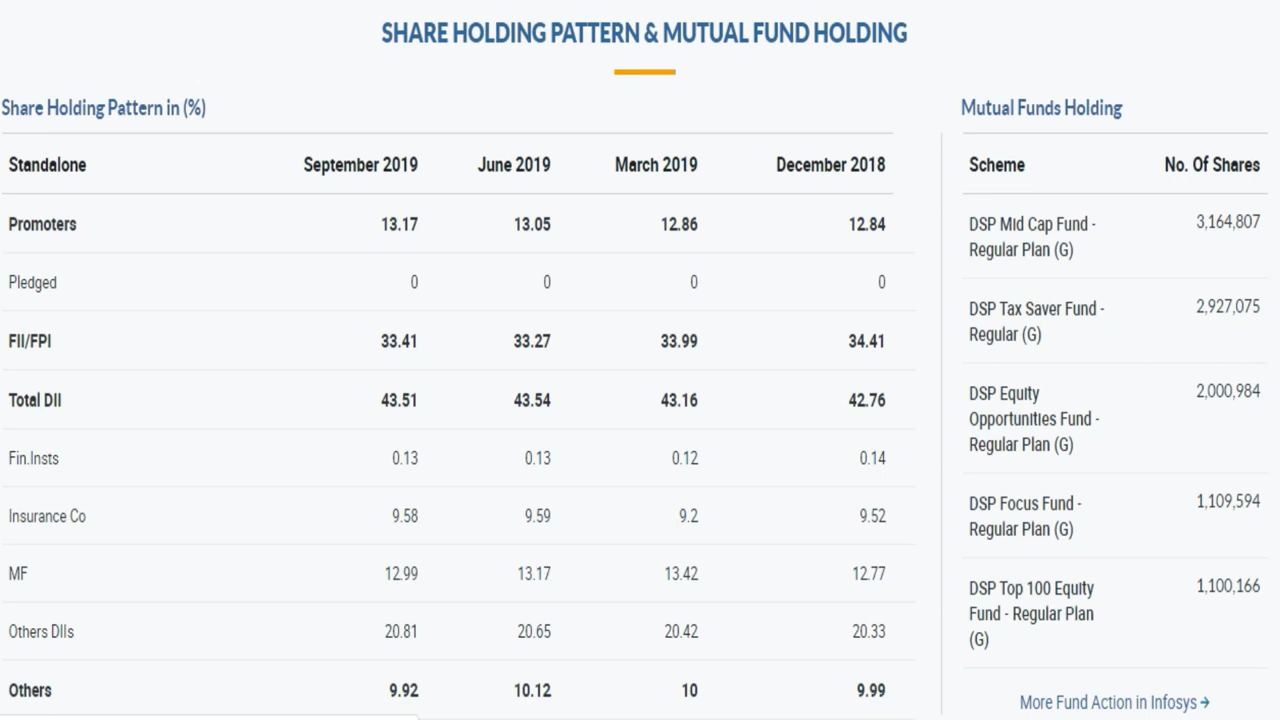 SHARE HOLDING PATTERN & MUTUAL FUND HOLDING
Share Holding Pattern in (%)
Standalone September 2019 June 2019 March 2019 December 2018
Promoters 13.17 13.05 12.86 12.84
Pledged 0 0 0 0
FII/FPI 33.41 33.27 33.99 34.41
Total DII 43.51 43.54 43.16 42.76
Fin.Insts 0.13 0.13 0.12 0.14
Insurance Co 9.58 9.59 9.2 9.52
MF 12.99 13.17 13.42 12.77
Others DIIs 20.81 20.65 20.42 20.33
Others 9.92 10.12 10 9.99
Mutual Funds Holding
Scheme No. Of Shares
DSP Mid Cap Fund - 3,164,807
Regular Plan (G)
DSP Tax Saver Fund - 2,927,075
Regular (G)
DSP Equity 2,000,984
Opportunities Fund -
Regular Plan (G)
DSP Focus Fund - 1,109,594
Regular Plan (G)
DSP Top 100 Equity 1,100,166
Fund - Regular Plan
(G)
More Fund Action in Infosys →